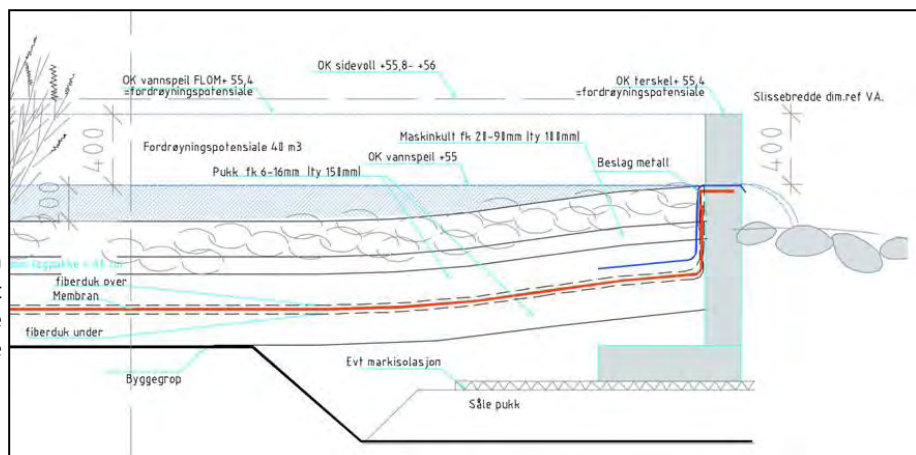 OK sidevoll +55,8- +56
OK vannspeil FLOM+ 55,4
=fordrøyningspotensiale
OK terskel+ 55,4
=fordrøyningspotensiale
Slissebredde dim.ref VA.
400
Fordrøyningspotensiale 40 m3
Maskinkult fk 20-90mm (ty 100mm)
OK vannspeil +55
Beslag metall
400
Pukk fk 6-16mm (ty 150mm)
fiberduk over
Membran
fiberduk under
Byggegrop
Evt markisolasjon
Såle pukk